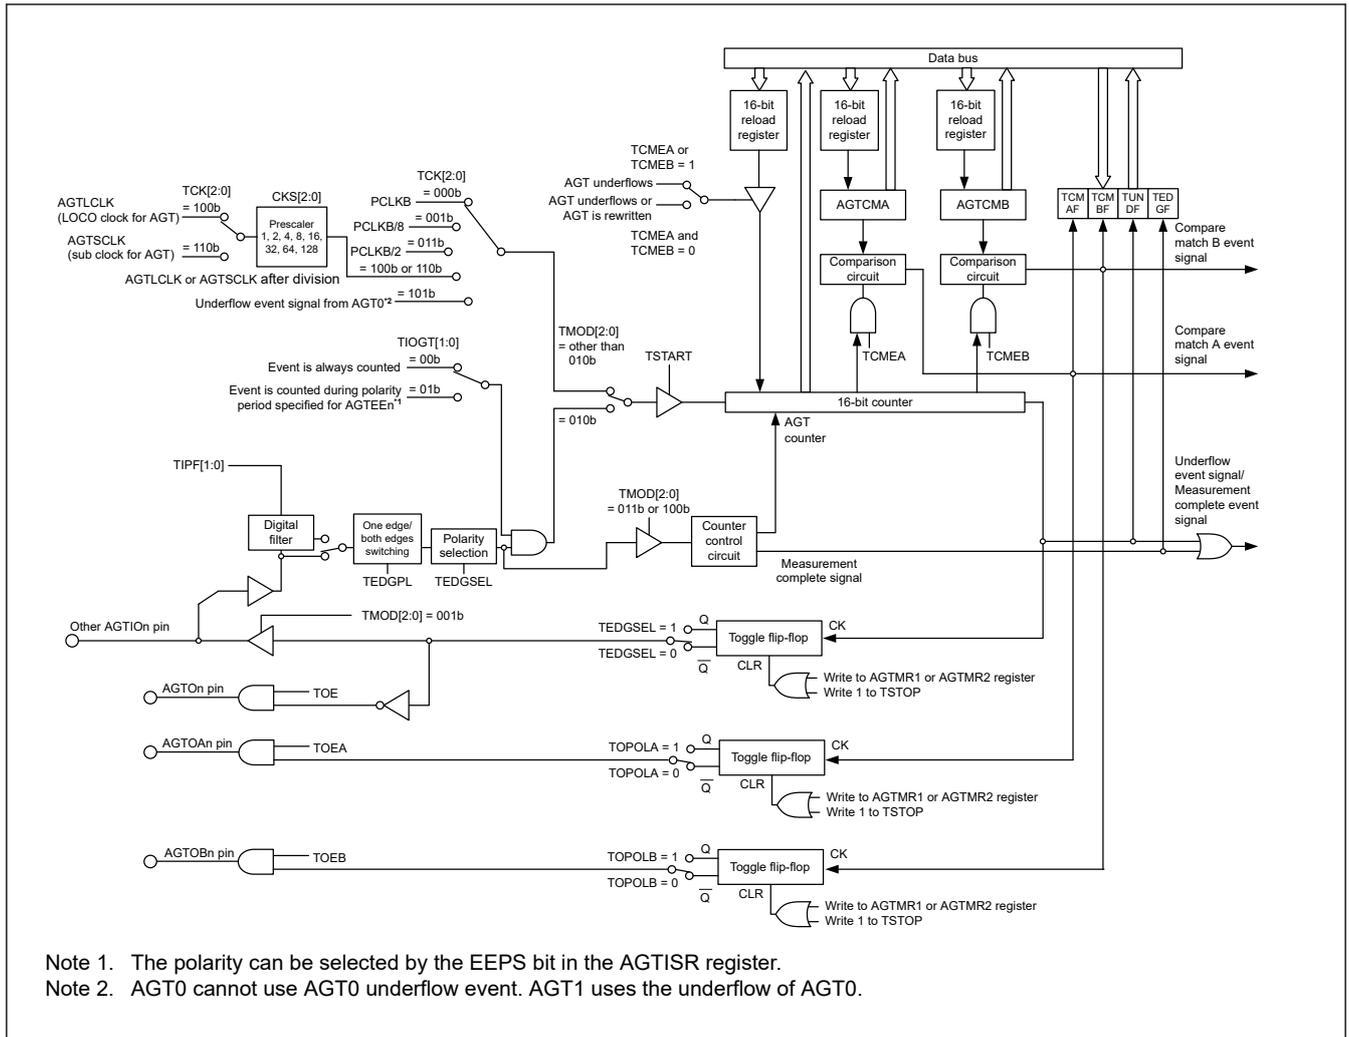 Data bus
16-bit
reload
register
16-bit
reload
register
16-bit
reload
register
TCMEA or
TCMEB = 1
AGT underflows
AGT underflows or
AGT is rewritten
TCMEA and
TCMEB = 0
TCK[2:0]
= 000b
PCLKB
= 001b
PCLKB/8
= 011b
PCLKB/2
= 100b or 110b
AGTLCLK or AGTSCLK after division
= 101b
Underflow event signal from AGT0*2
TCK[2:0]
AGTLCLK
(LOCO clock for AGT)
= 100b
AGTSCLK
(sub clock for AGT)
= 110b
CKS[2:0]
Prescaler
1, 2, 4, 8, 16,
32, 64, 128
AGTCMA
AGTCMB
TCM
AF
TCM
BF
TUN
DF
TED
GF
Comparison
circuit
Comparison
circuit
TCMEA
TCMEB
Compare
match B event
signal
Compare
match A event
signal
TIOGT[1:0]
= 00b
Event is always counted
Event is counted during polarity
period specified for AGTEEn*1
= 01b
TMOD[2:0]
= other than
010b
= 010b
TSTART
16-bit counter
AGT
counter
Underflow
event signal/
Measurement
complete event
signal
TIPF[1:0]
Digital
filter
One edge/
both edges
switching
TEDGPL
Polarity
selection
TEDGSEL
TMOD[2:0]
= 011b or 100b
Counter
control
circuit
Measurement
complete signal
TMOD[2:0] = 001b
Other AGTIOn pin
TEDGSEL = 1
TEDGSEL = 0
Q
Q
Toggle flip-flop
CK
CLR
Write to AGTMR1 or AGTMR2 register
Write 1 to TSTOP
AGTOn pin
TOE
AGTOAn pin
TOEA
TOPOLA = 1
TOPOLA = 0
Q
Q
Toggle flip-flop
CK
CLR
Write to AGTMR1 or AGTMR2 register
Write 1 to TSTOP
AGTOBn pin
TOEB
TOPOLB = 1
TOPOLB = 0
Q
Q
Toggle flip-flop
CK
CLR
Write to AGTMR1 or AGTMR2 register
Write 1 to TSTOP
Note 1. The polarity can be selected by the EEPS bit in the AGTISR register.
Note 2. AGT0 cannot use AGT0 underflow event. AGT1 uses the underflow of AGT0.